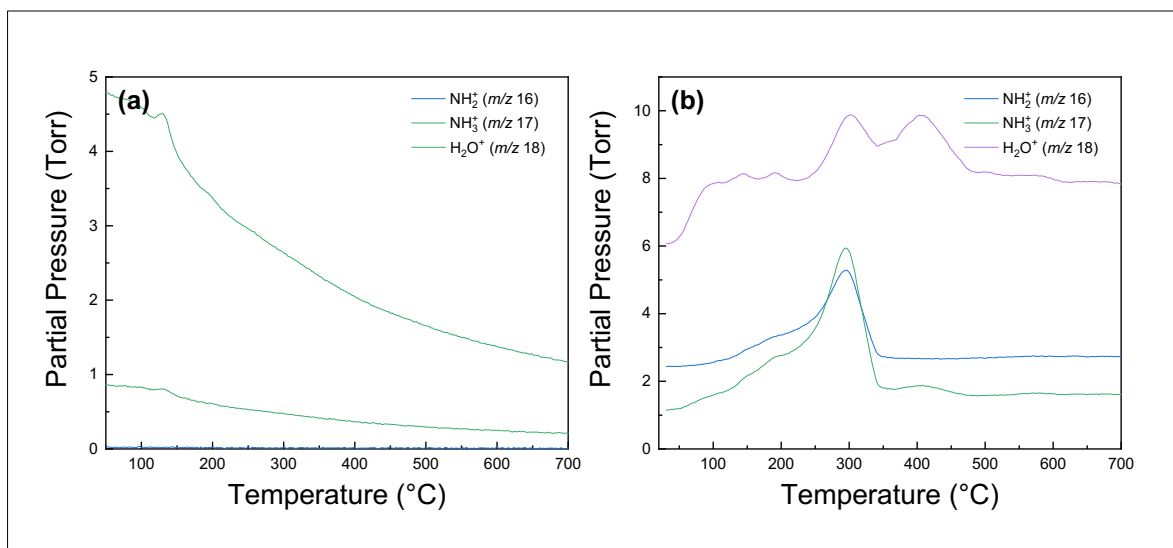 (a)
NH₂⁺ (m/z 16)
NH₃⁺ (m/z 17)
H₂O⁺ (m/z 18)
Partial Pressure (Torr)
5
4
3
2
1
0
100 200 300 400 500 600 700
Temperature (°C)
(b)
NH₂⁺ (m/z 16)
NH₃⁺ (m/z 17)
H₂O⁺ (m/z 18)
Partial Pressure (Torr)
10
8
6
4
2
0
100 200 300 400 500 600 700
Temperature (°C)